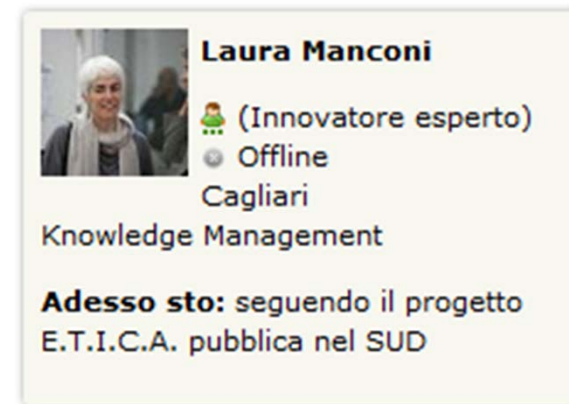 Laura Manconi
(Innovatore esperto)
Offline
Cagliari
Knowledge Management
Adesso sto: seguendo il progetto
E.T.I.C.A. pubblica nel SUD